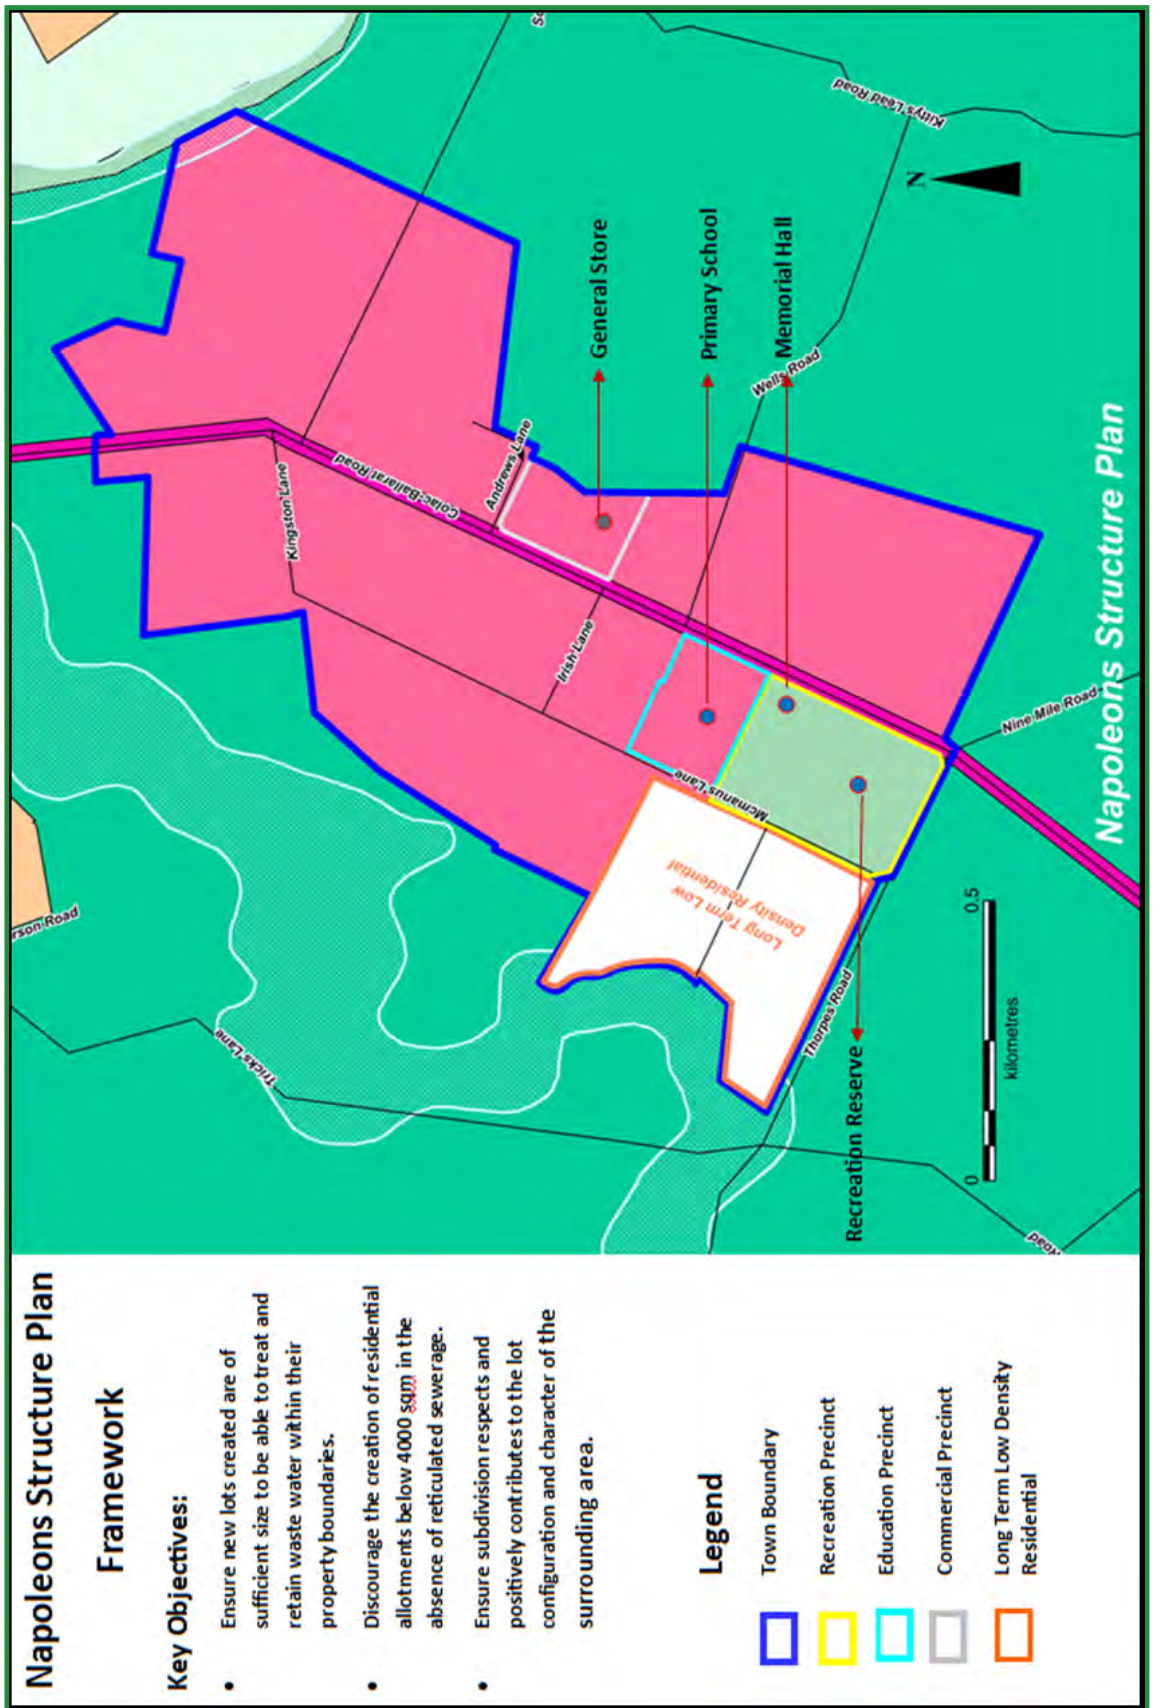 Napoleons Structure Plan
Framework
Key Objectives:
• Ensure new lots created are of
sufficient size to be able to treat and
retain waste water within their
property boundaries.
• Discourage the creation of residential
allotments below 4000 sqm in the
absence of reticulated sewerage.
• Ensure subdivision respects and
positively contributes to the lot
configuration and character of the
surrounding area.
Legend
Town Boundary
Recreation Precinct
Education Precinct
Commercial Precinct
Long Term Low Density
Residential
rson Road
Tricks Lane
Kingston Lane
Colac-Ballarat Road
Andrews Lane
Irish Lane
Mcmanus Lane
Long Term Low
Density Residential
Thorpes Road
Road
General Store
Primary School
Memorial Hall
Recreation Reserve
Wells Road
Kittys Lead Road
So
Nine Mile Road
N
0
0.5
kilometres
Napoleons Structure Plan